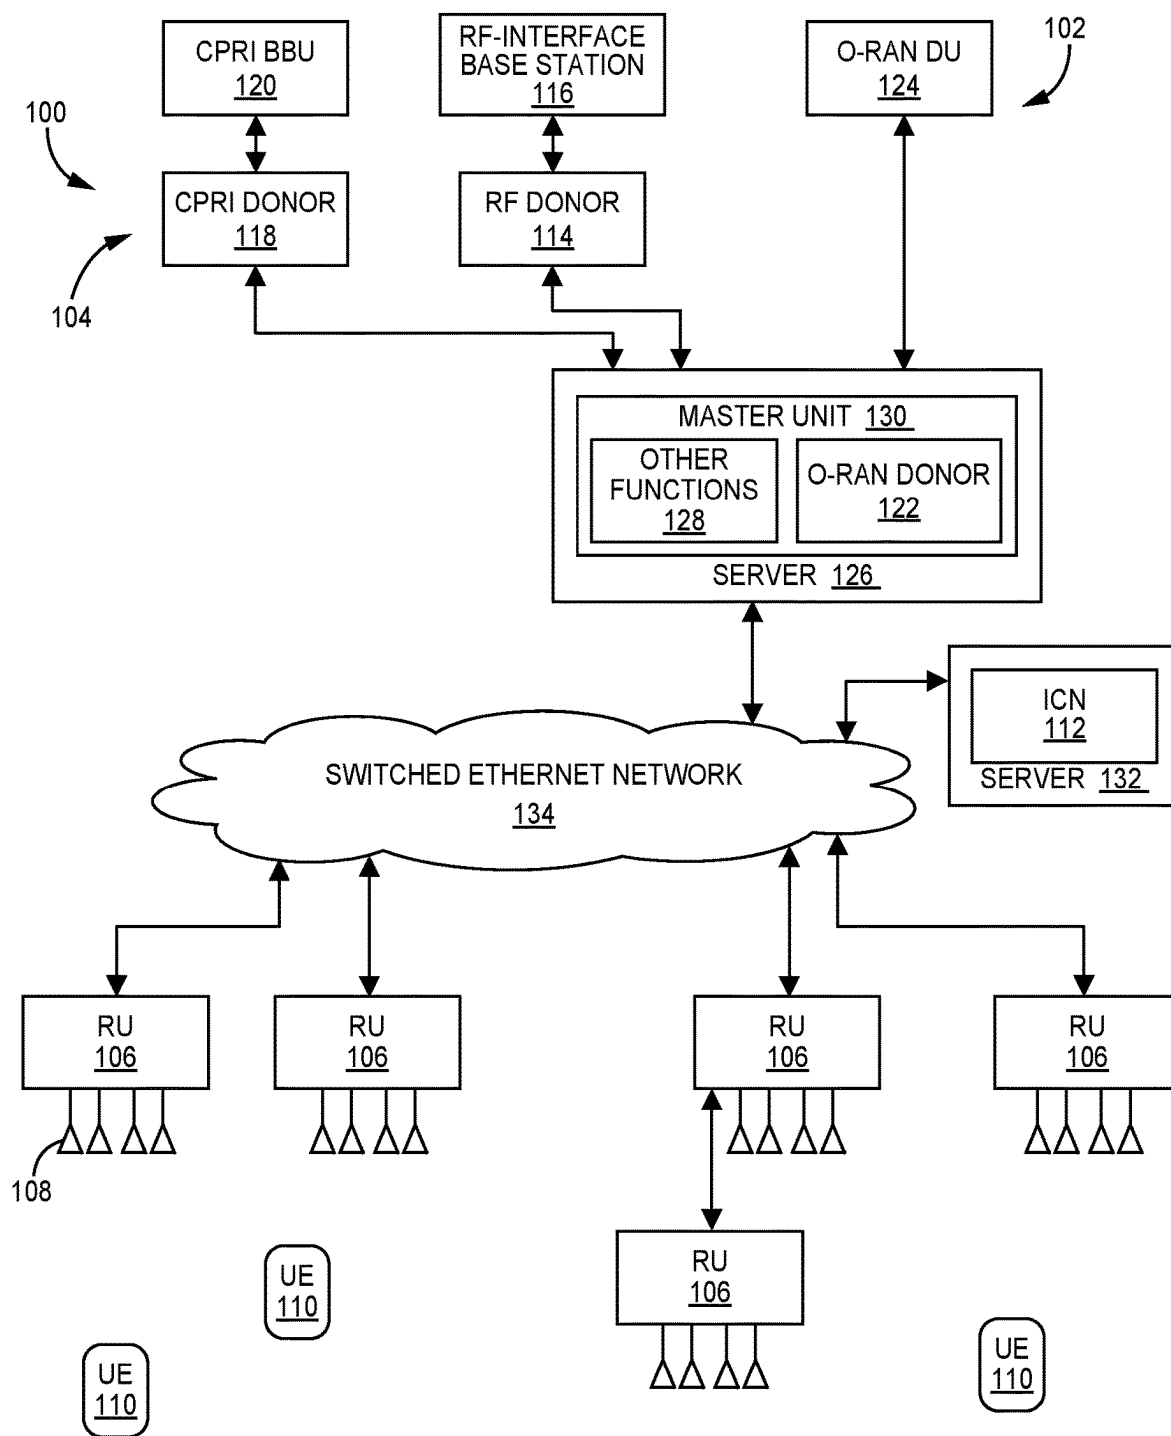 CPRI BBU
120
RF-INTERFACE
BASE STATION
116
O-RAN DU
124
102
100
CPRI DONOR
118
RF DONOR
114
104
MASTER UNIT 130
OTHER
FUNCTIONS
128
O-RAN DONOR
122
SERVER 126
ICN
112
SERVER 132
SWITCHED ETHERNET NETWORK
134
RU
106
RU
106
RU
106
RU
106
108
RU
106
UE
110
UE
110
UE
110